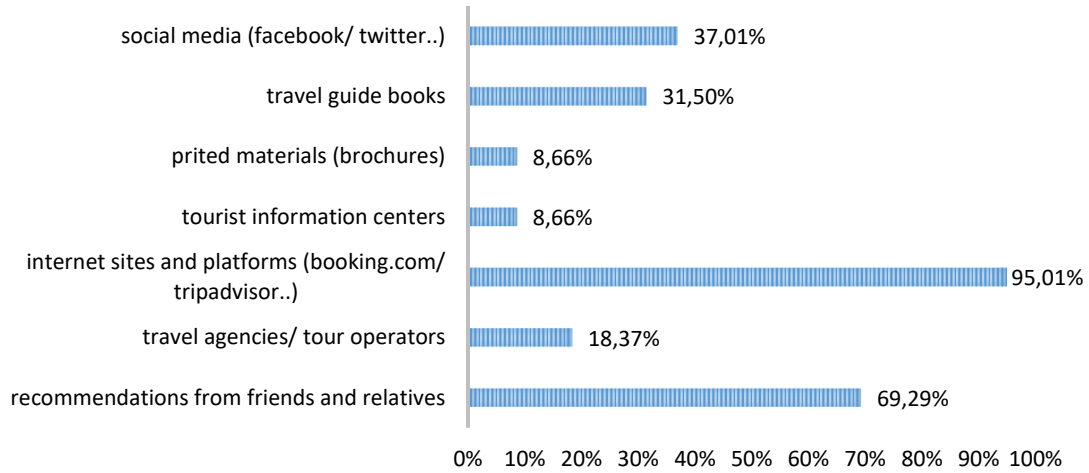 social media (facebook/ twitter..)
37,01%
travel guide books
31,50%
prited materials (brochures)
8,66%
tourist information centers
8,66%
internet sites and platforms (booking.com/
tripadvisor..)
95,01%
travel agencies/ tour operators
18,37%
recommendations from friends and relatives
69,29%
0% 10% 20% 30% 40% 50% 60% 70% 80% 90% 100%